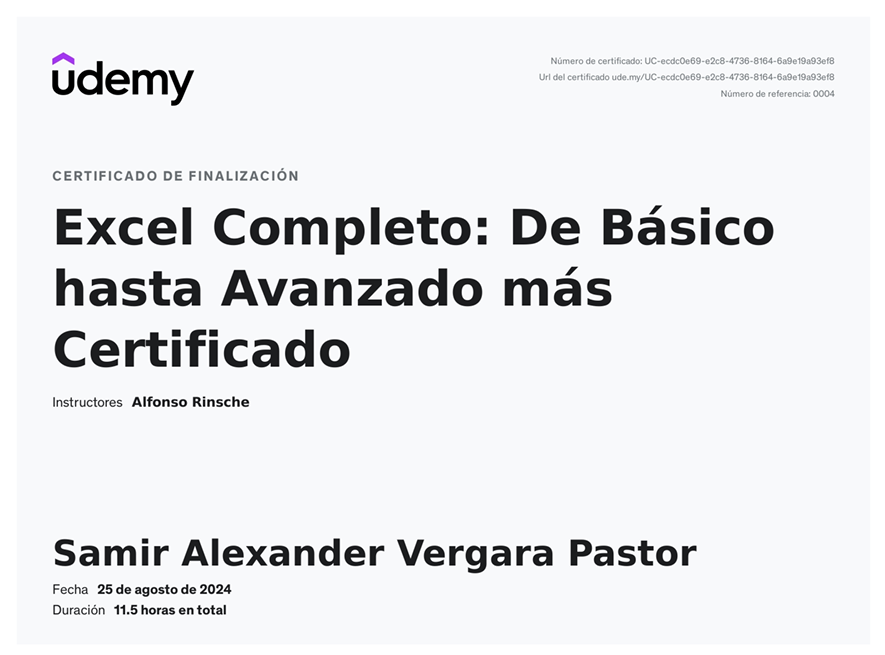 udemy
Número de certificado: UC-ecdc0e69-e2c8-4736-8164-6a9e19a93ef8
Url del certificado ude.my/UC-ecdc0e69-e2c8-4736-8164-6a9e19a93ef8
Número de referencia: 0004
CERTIFICADO DE FINALIZACIÓN
Excel Completo: De Básico
hasta Avanzado más
Certificado
Instructores Alfonso Rinsche
Samir Alexander Vergara Pastor
Fecha 25 de agosto de 2024
Duración 11.5 horas en total